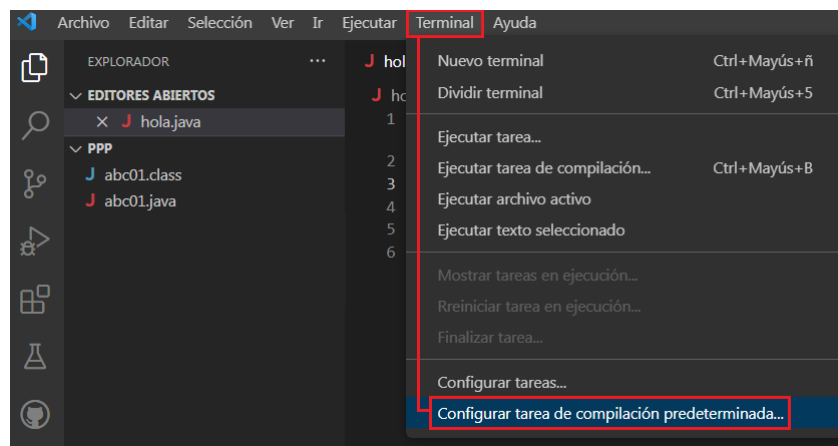 Archivo Editar Selección Ver Ir Ejecutar Terminal Ayuda
EXPLORADOR ...
EDITORES ABIERTOS
J hola.java
PPP
J abc01.class
J abc01.java
J hol
J ho
1
2
3
4
5
6
Nuevo terminal Ctrl+Mayús+ñ
Dividir terminal Ctrl+Mayús+5
Ejecutar tarea...
Ejecutar tarea de compilación... Ctrl+Mayús+B
Ejecutar archivo activo
Ejecutar texto seleccionado
Mostrar tareas en ejecución...
Rreiniciar tarea en ejecución...
Finalizar tarea...
Configurar tareas...
Configurar tarea de compilación predeterminada...